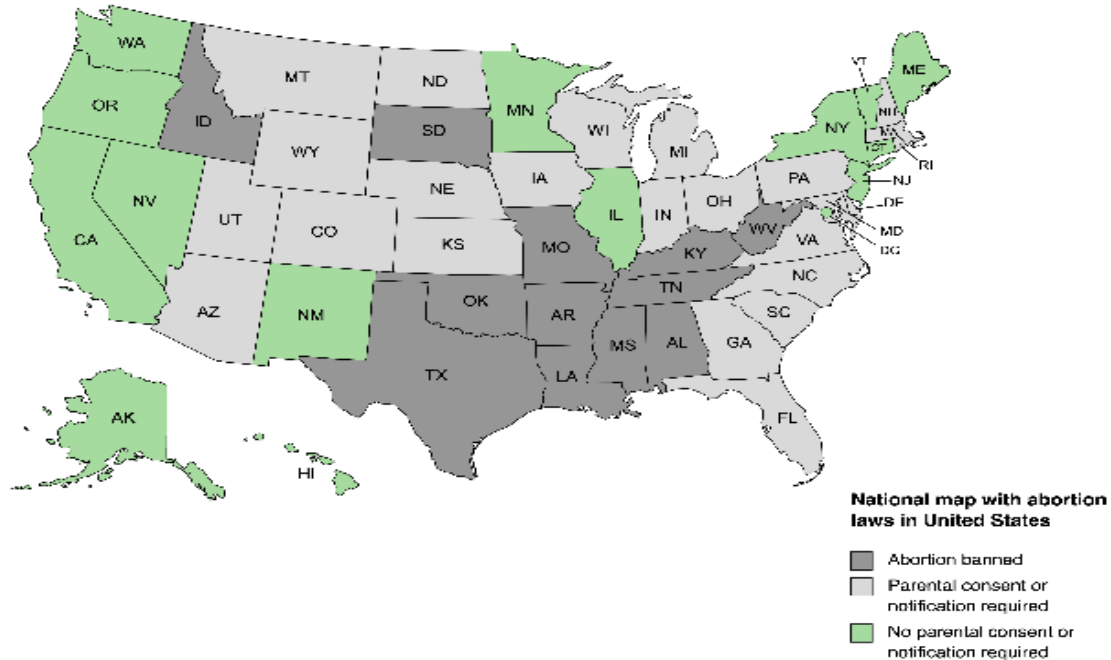 WA
MT
ND
MN
VT
ME
OR
ID
SD
WI
NY
NH
MA
WY
MI
RI
IA
PA
NJ
NE
NV
UT
IL
IN
OH
DE
CA
CO
WV
MD
KS
MO
VA
DC
KY
NC
TN
OK
AZ
NM
AR
SC
MS
AL
GA
TX
LA
AK
FL
HI
National map with abortion
laws in United States
Abortion banned
Parental consent or
notification required
No parental consent or
notification required